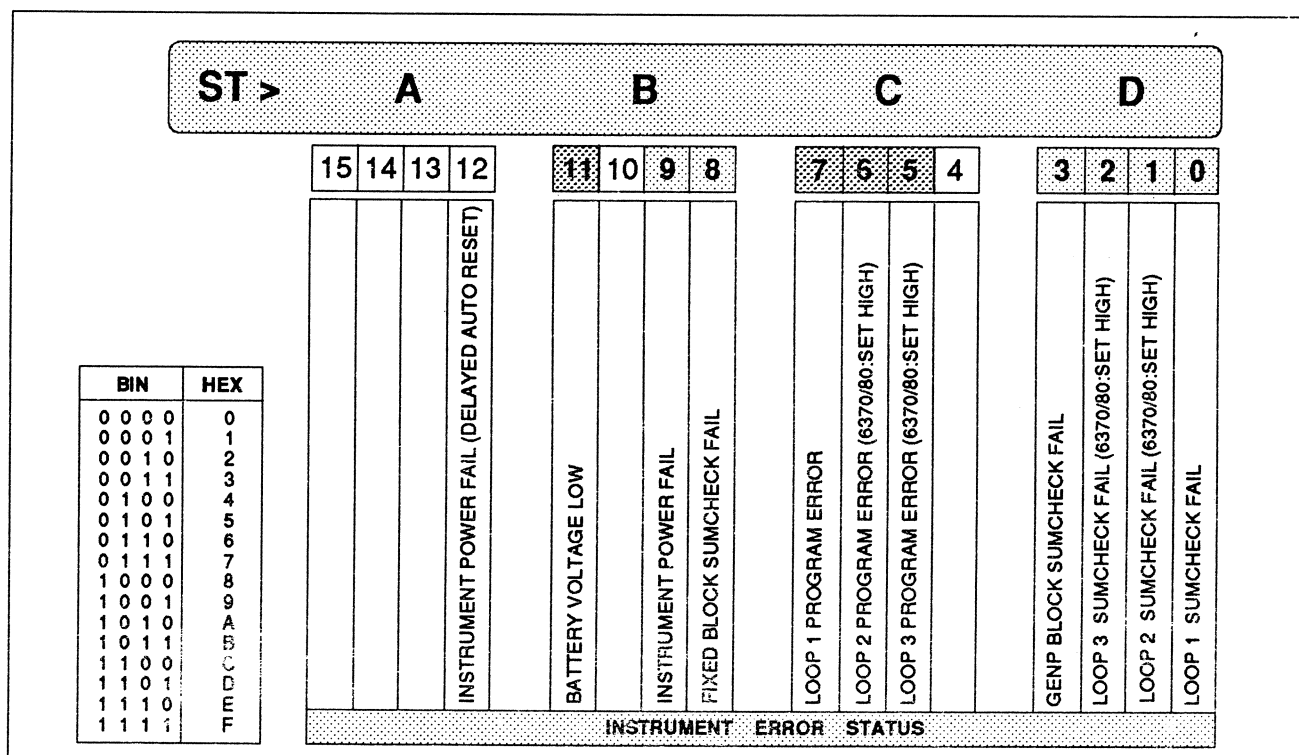 ST > A B C D
15 14 13 12 11 10 9 8 7 6 5 4 3 2 1 0
INSTRUMENT POWER FAIL (DELAYED AUTO RESET)
BATTERY VOLTAGE LOW
INSTRUMENT POWER FAIL
FIXED BLOCK SUMCHECK FAIL
LOOP 1 PROGRAM ERROR
LOOP 2 PROGRAM ERROR (6370/80:SET HIGH)
LOOP 3 PROGRAM ERROR (6370/80:SET HIGH)
GENP BLOCK SUMCHECK FAIL
LOOP 3 SUMCHECK FAIL (6370/80:SET HIGH)
LOOP 2 SUMCHECK FAIL (6370/80:SET HIGH)
LOOP 1 SUMCHECK FAIL
INSTRUMENT ERROR STATUS
BIN HEX
0 0 0 0 0
0 0 0 1 1
0 0 1 0 2
0 0 1 1 3
0 1 0 0 4
0 1 0 1 5
0 1 1 0 6
0 1 1 1 7
1 0 0 0 8
1 0 0 1 9
1 0 1 0 A
1 0 1 1 B
1 1 0 0 C
1 1 0 1 D
1 1 1 0 E
1 1 1 1 F